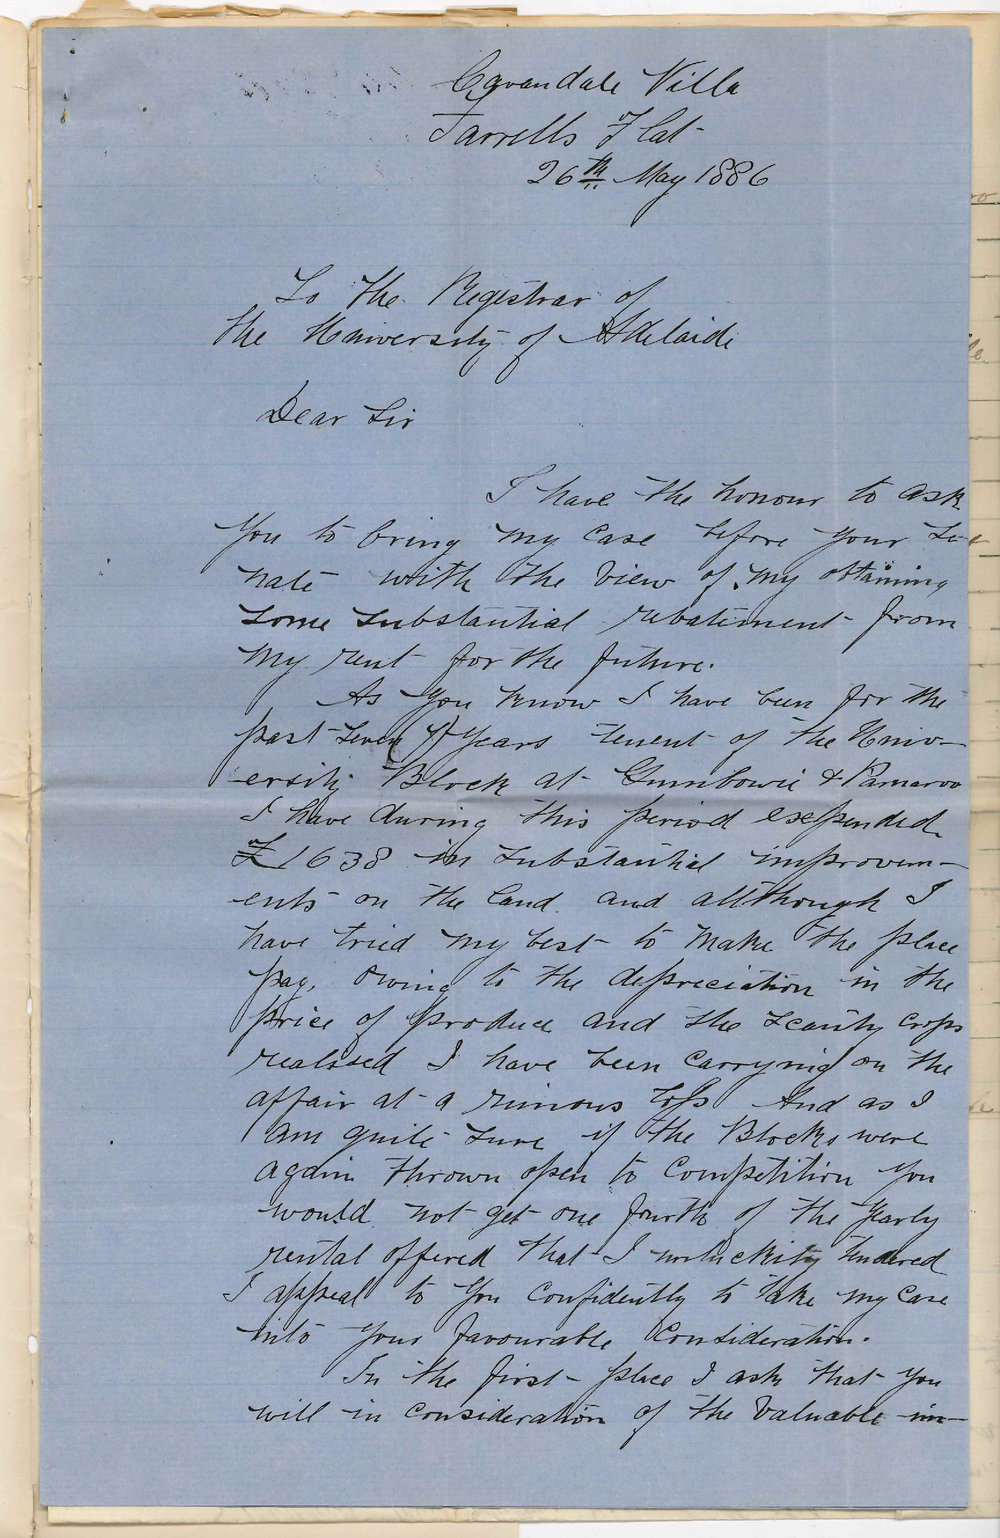 Cavandale Villa
Farrells Flat
26th May 1886
To the Registrar of
the University of Adelaide
Dear Sir
I have the honour to ask
you to bring my case before your Se-
nate with the view of my obtaining
some substantial rebatement from
my rent for the future.
As you know I have been for the
past seven years tenent of the Univ-
ersity Block at Gumbowie & Pamaroo
I have during this period expended
£1638 in substantial improvem-
ents on the land and allthough I
have tried my best to make the place
pay, owing to the depreciation in the
price of produce and the scanty crops
realised I have been carrying on the
affair at a ruinous loss And as I
am quite sure if the Blocks were
again thrown open to competition you
would not get one fourth of the yearly
rental offered that I unluckily tendered
I appeal to you confidently to take my case
into your favourable consideration.
In the first place I ask that you
will in consideration of the valuable im-